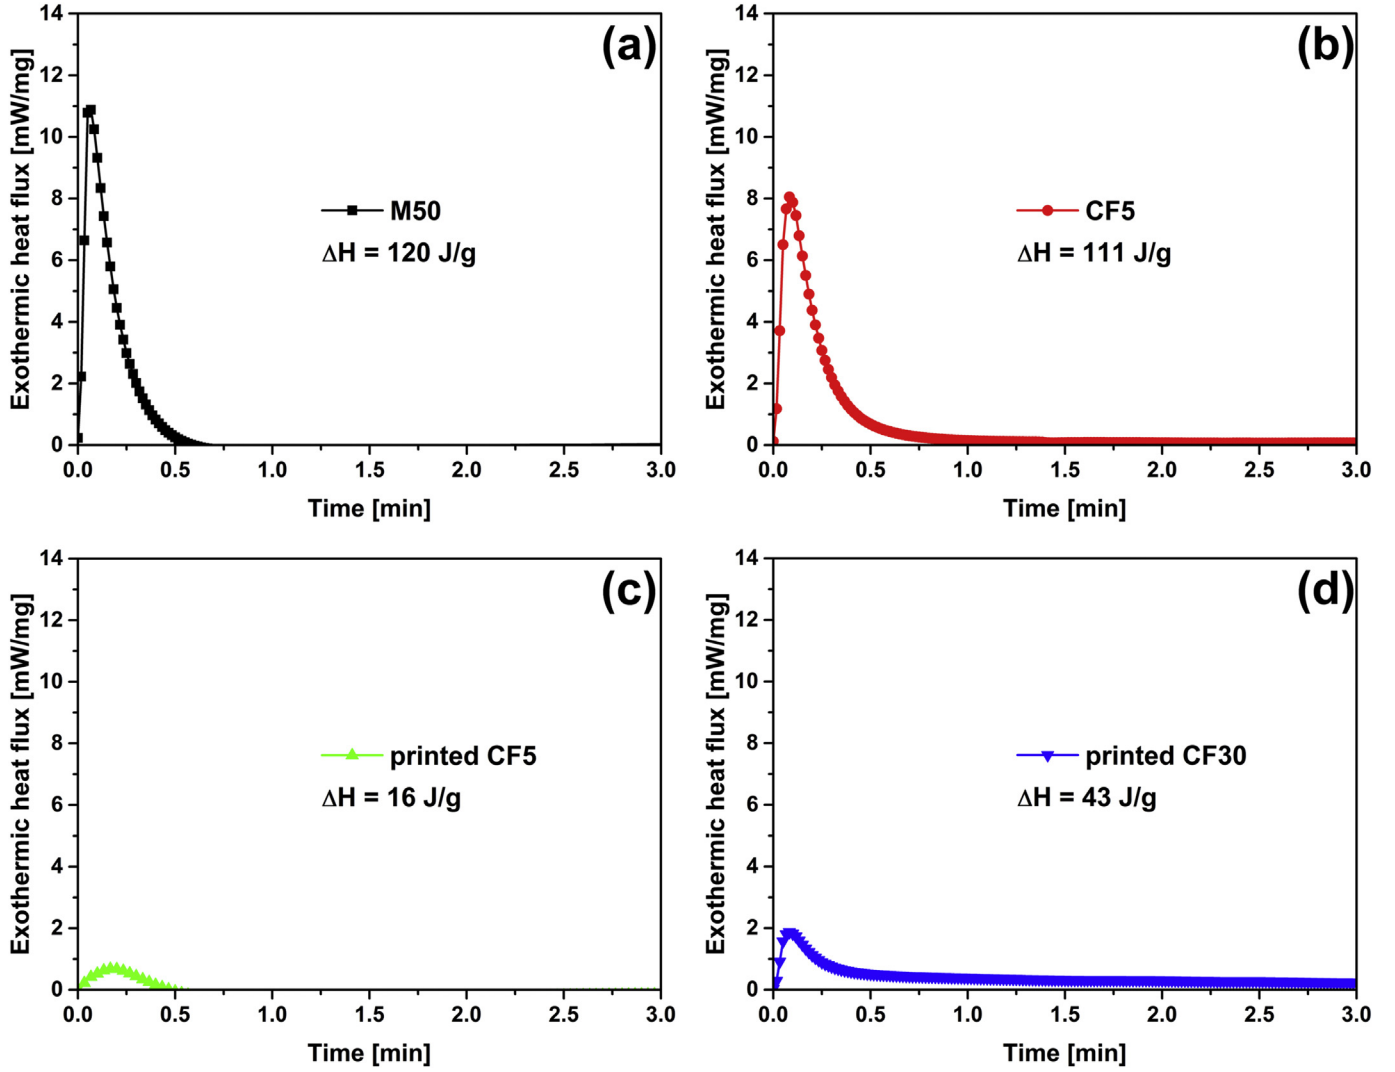 (a)
Exothermic heat flux [mW/mg]
14
12
10
8
6
4
2
0
M50
ΔH = 120 J/g
0.0 0.5 1.0 1.5 2.0 2.5 3.0
Time [min]
(b)
Exothermic heat flux [mW/mg]
14
12
10
8
6
4
2
0
CF5
ΔH = 111 J/g
0.0 0.5 1.0 1.5 2.0 2.5 3.0
Time [min]
(c)
Exothermic heat flux [mW/mg]
14
12
10
8
6
4
2
0
printed CF5
ΔH = 16 J/g
0.0 0.5 1.0 1.5 2.0 2.5 3.0
Time [min]
(d)
Exothermic heat flux [mW/mg]
14
12
10
8
6
4
2
0
printed CF30
ΔH = 43 J/g
0.0 0.5 1.0 1.5 2.0 2.5 3.0
Time [min]